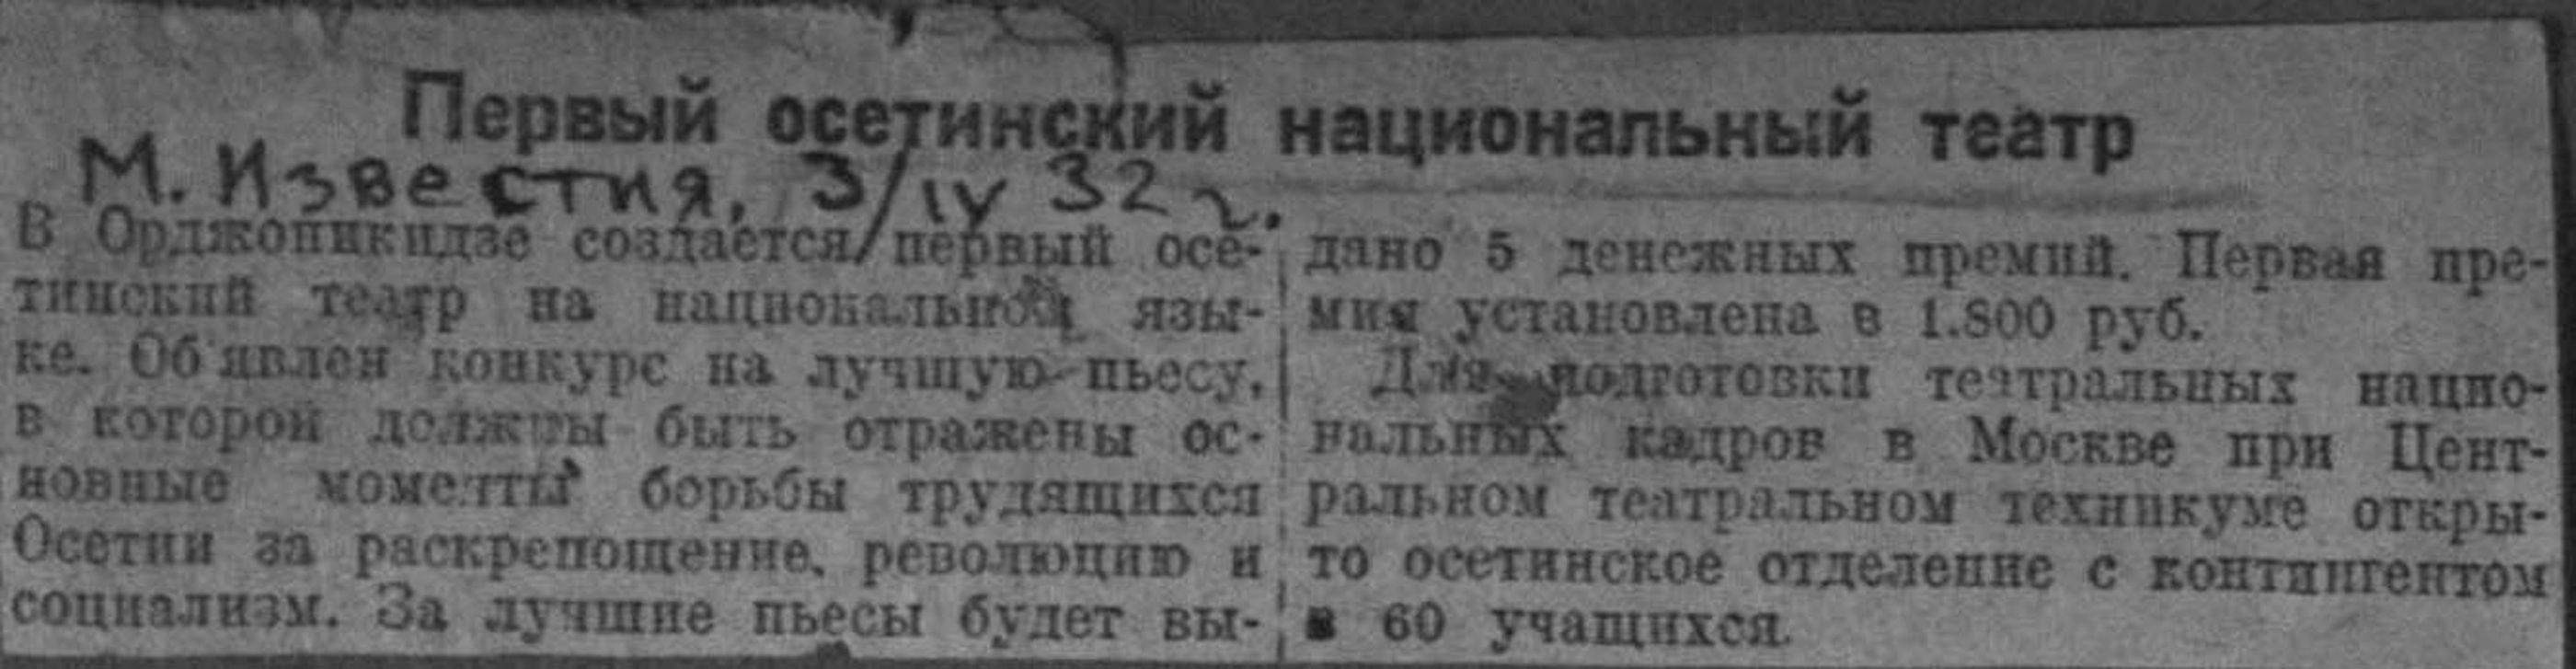 Первый осетинский национальный театр
М. Известия, 3/IV 32 г.
В Орджоникидзе создается первый осе-
тинский театр на национальном язы-
ке. Об'явлен конкурс на лучшую пьесу,
в которой должны быть отражены ос-
новные моменты борьбы трудящихся
Осетии за раскрепощение, революцию и
социализм. За лучшие пьесы будет вы-
дано 5 денежных премий. Первая пре-
мия установлена в 1.800 руб.
Для подготовки театральных нацио-
нальных кадров в Москве при Цент-
ральном театральном техникуме откры-
то осетинское отделение с контингентом
в 60 учащихся.